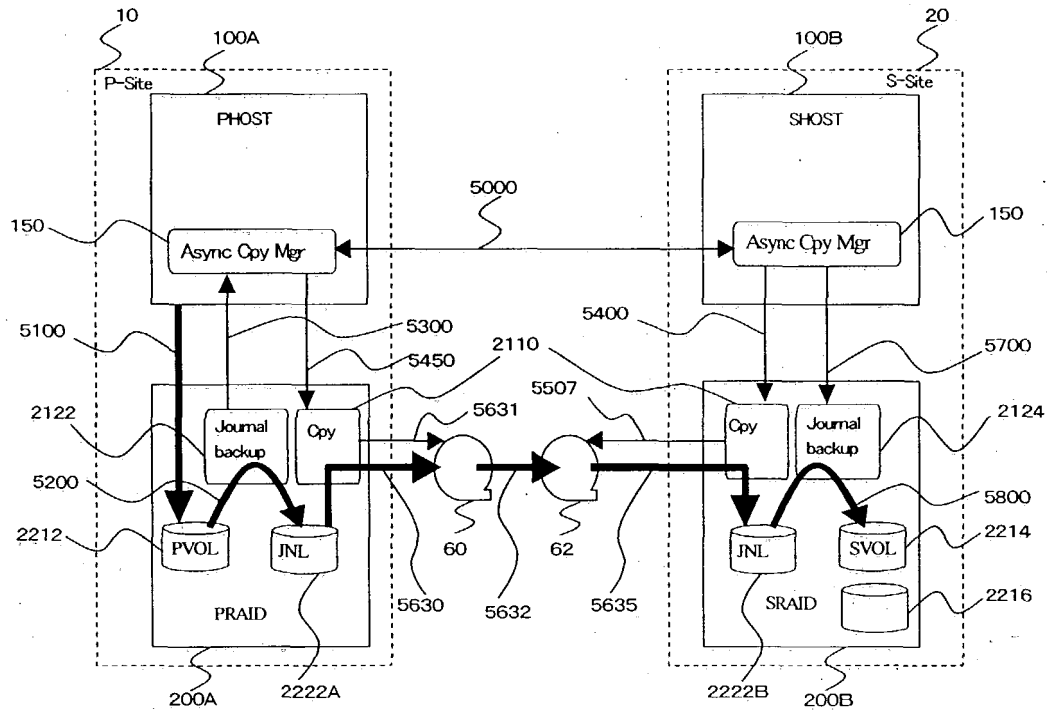 10
20
100A
100B
P-Site
S-Site
PHOST
SHOST
5000
150
150
Async Cpy Mgr
Async Cpy Mgr
5100
5300
5450
2110
5400
5700
5507
5631
2122
Journal
backup
Cpy
Cpy
Journal
backup
2124
5200
5800
2212
PVOL
JNL
60
62
JNL
SVOL
2214
5630
5632
5635
PRAID
SRAID
2216
200A
2222A
2222B
200B